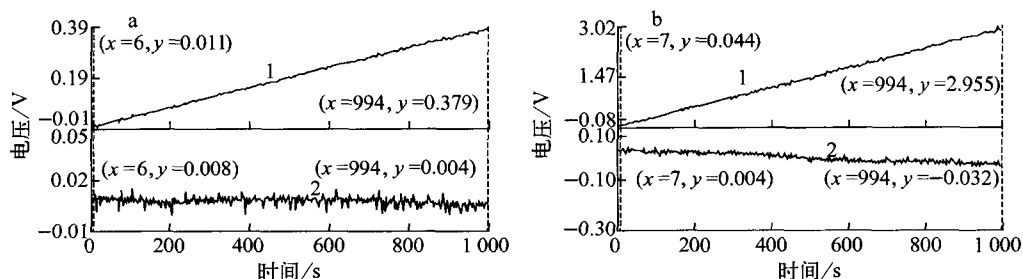 a
0.39
(x=6, y=0.011)
0.19
1
(x=994, y=0.379)
−0.01
0.05
(x=6, y=0.008)
(x=994, y=0.004)
0.02
2
−0.01
0 200 400 600 800 1 000
时间/s
电压/V
b
3.02
(x=7, y=0.044)
1.47
1
(x=994, y=2.955)
−0.08
0.10
2
−0.10
(x=7, y=0.004)
(x=994, y=−0.032)
−0.30
0 200 400 600 800 1 000
时间/s
电压/V